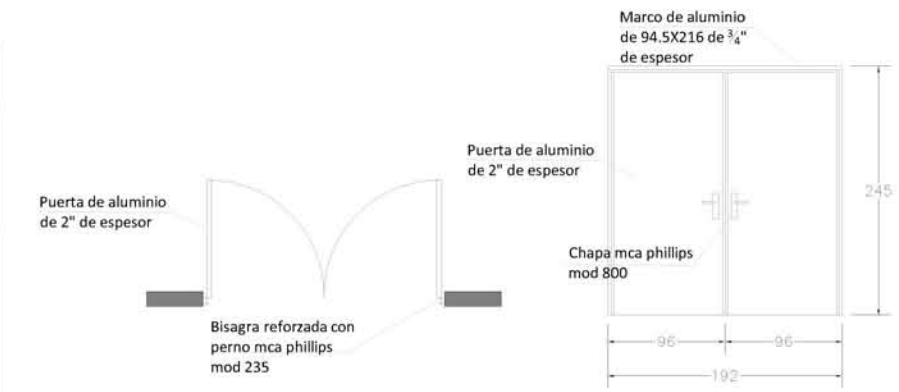 Puerta de aluminio
de 2" de espesor
Bisagra reforzada con
perno mca phillips
mod 235
Marco de aluminio
de 94.5X216 de ¾"
de espesor
Puerta de aluminio
de 2" de espesor
Chapa mca phillips
mod 800
245
96
96
192